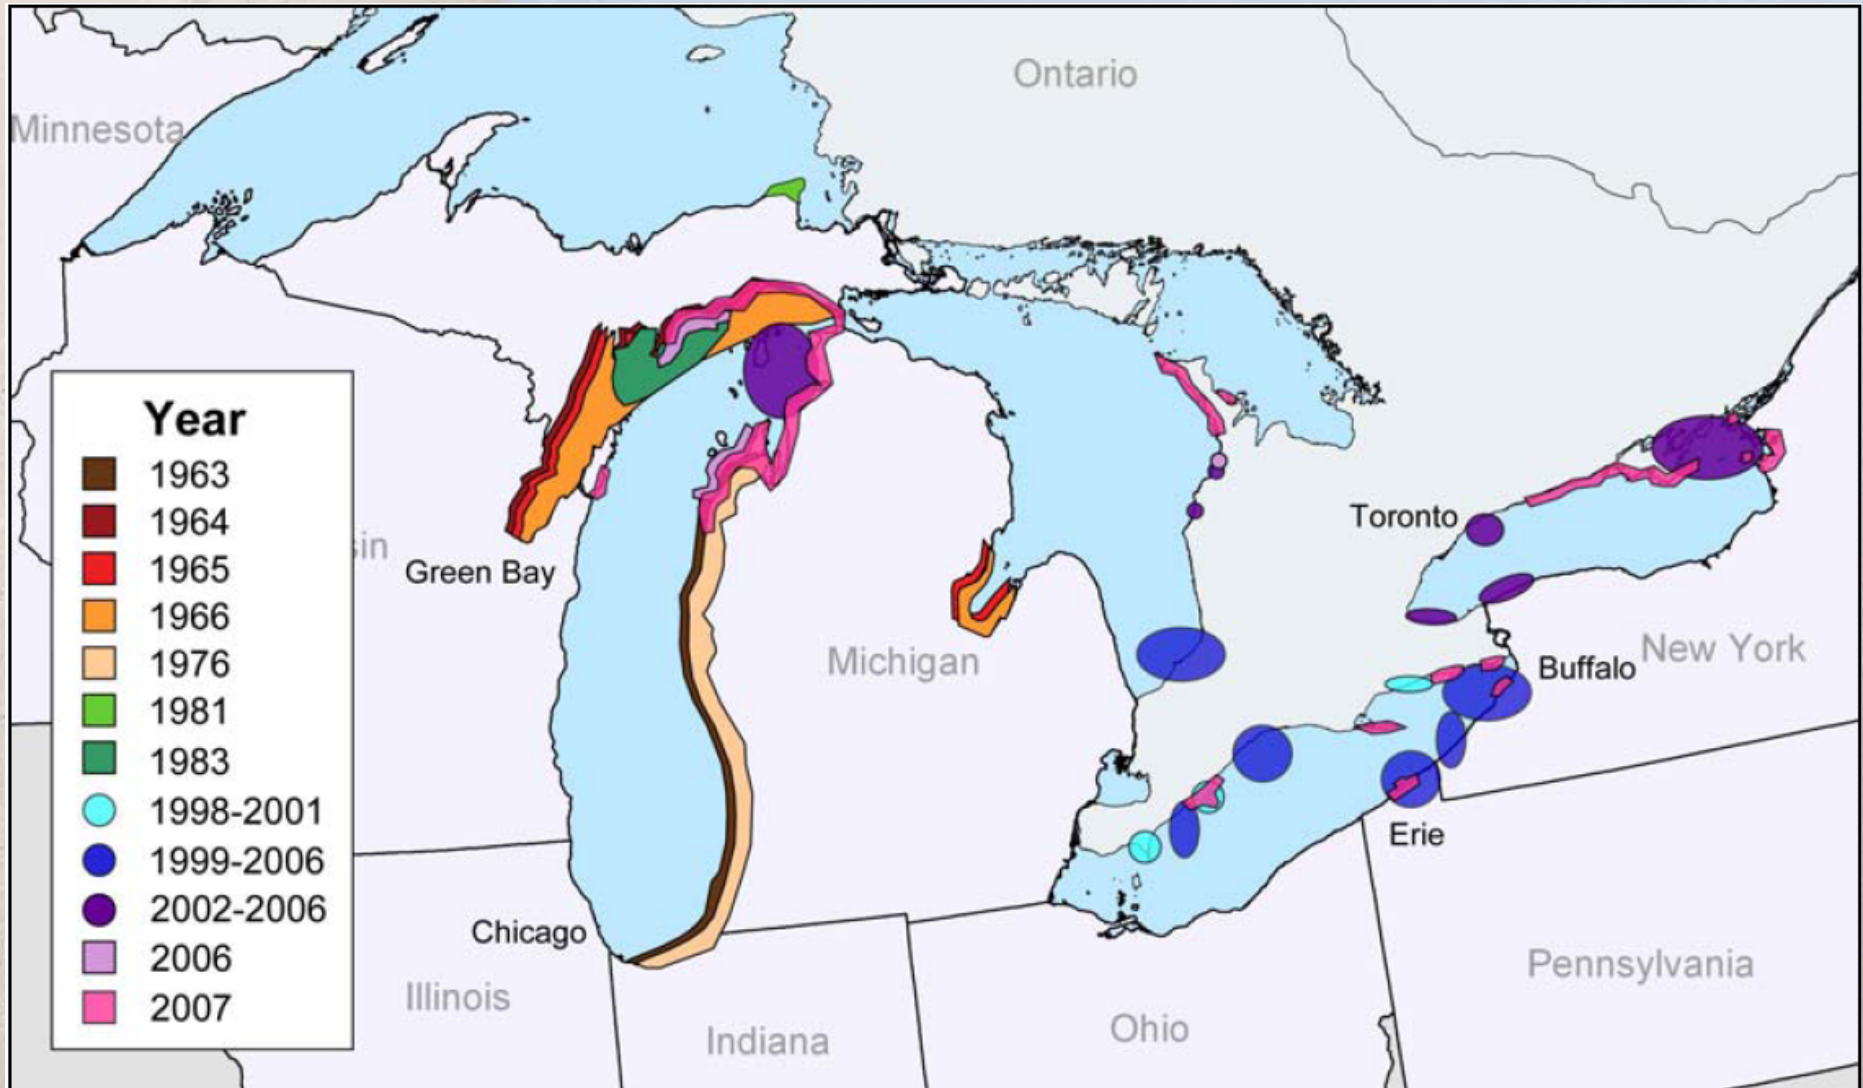 Ontario
Minnesota
Year
1963
1964
1965
1966
1976
1981
1983
1998-2001
1999-2006
2002-2006
2006
2007
sin
Green Bay
Toronto
Michigan
New York
Buffalo
Erie
Chicago
Illinois
Indiana
Ohio
Pennsylvania